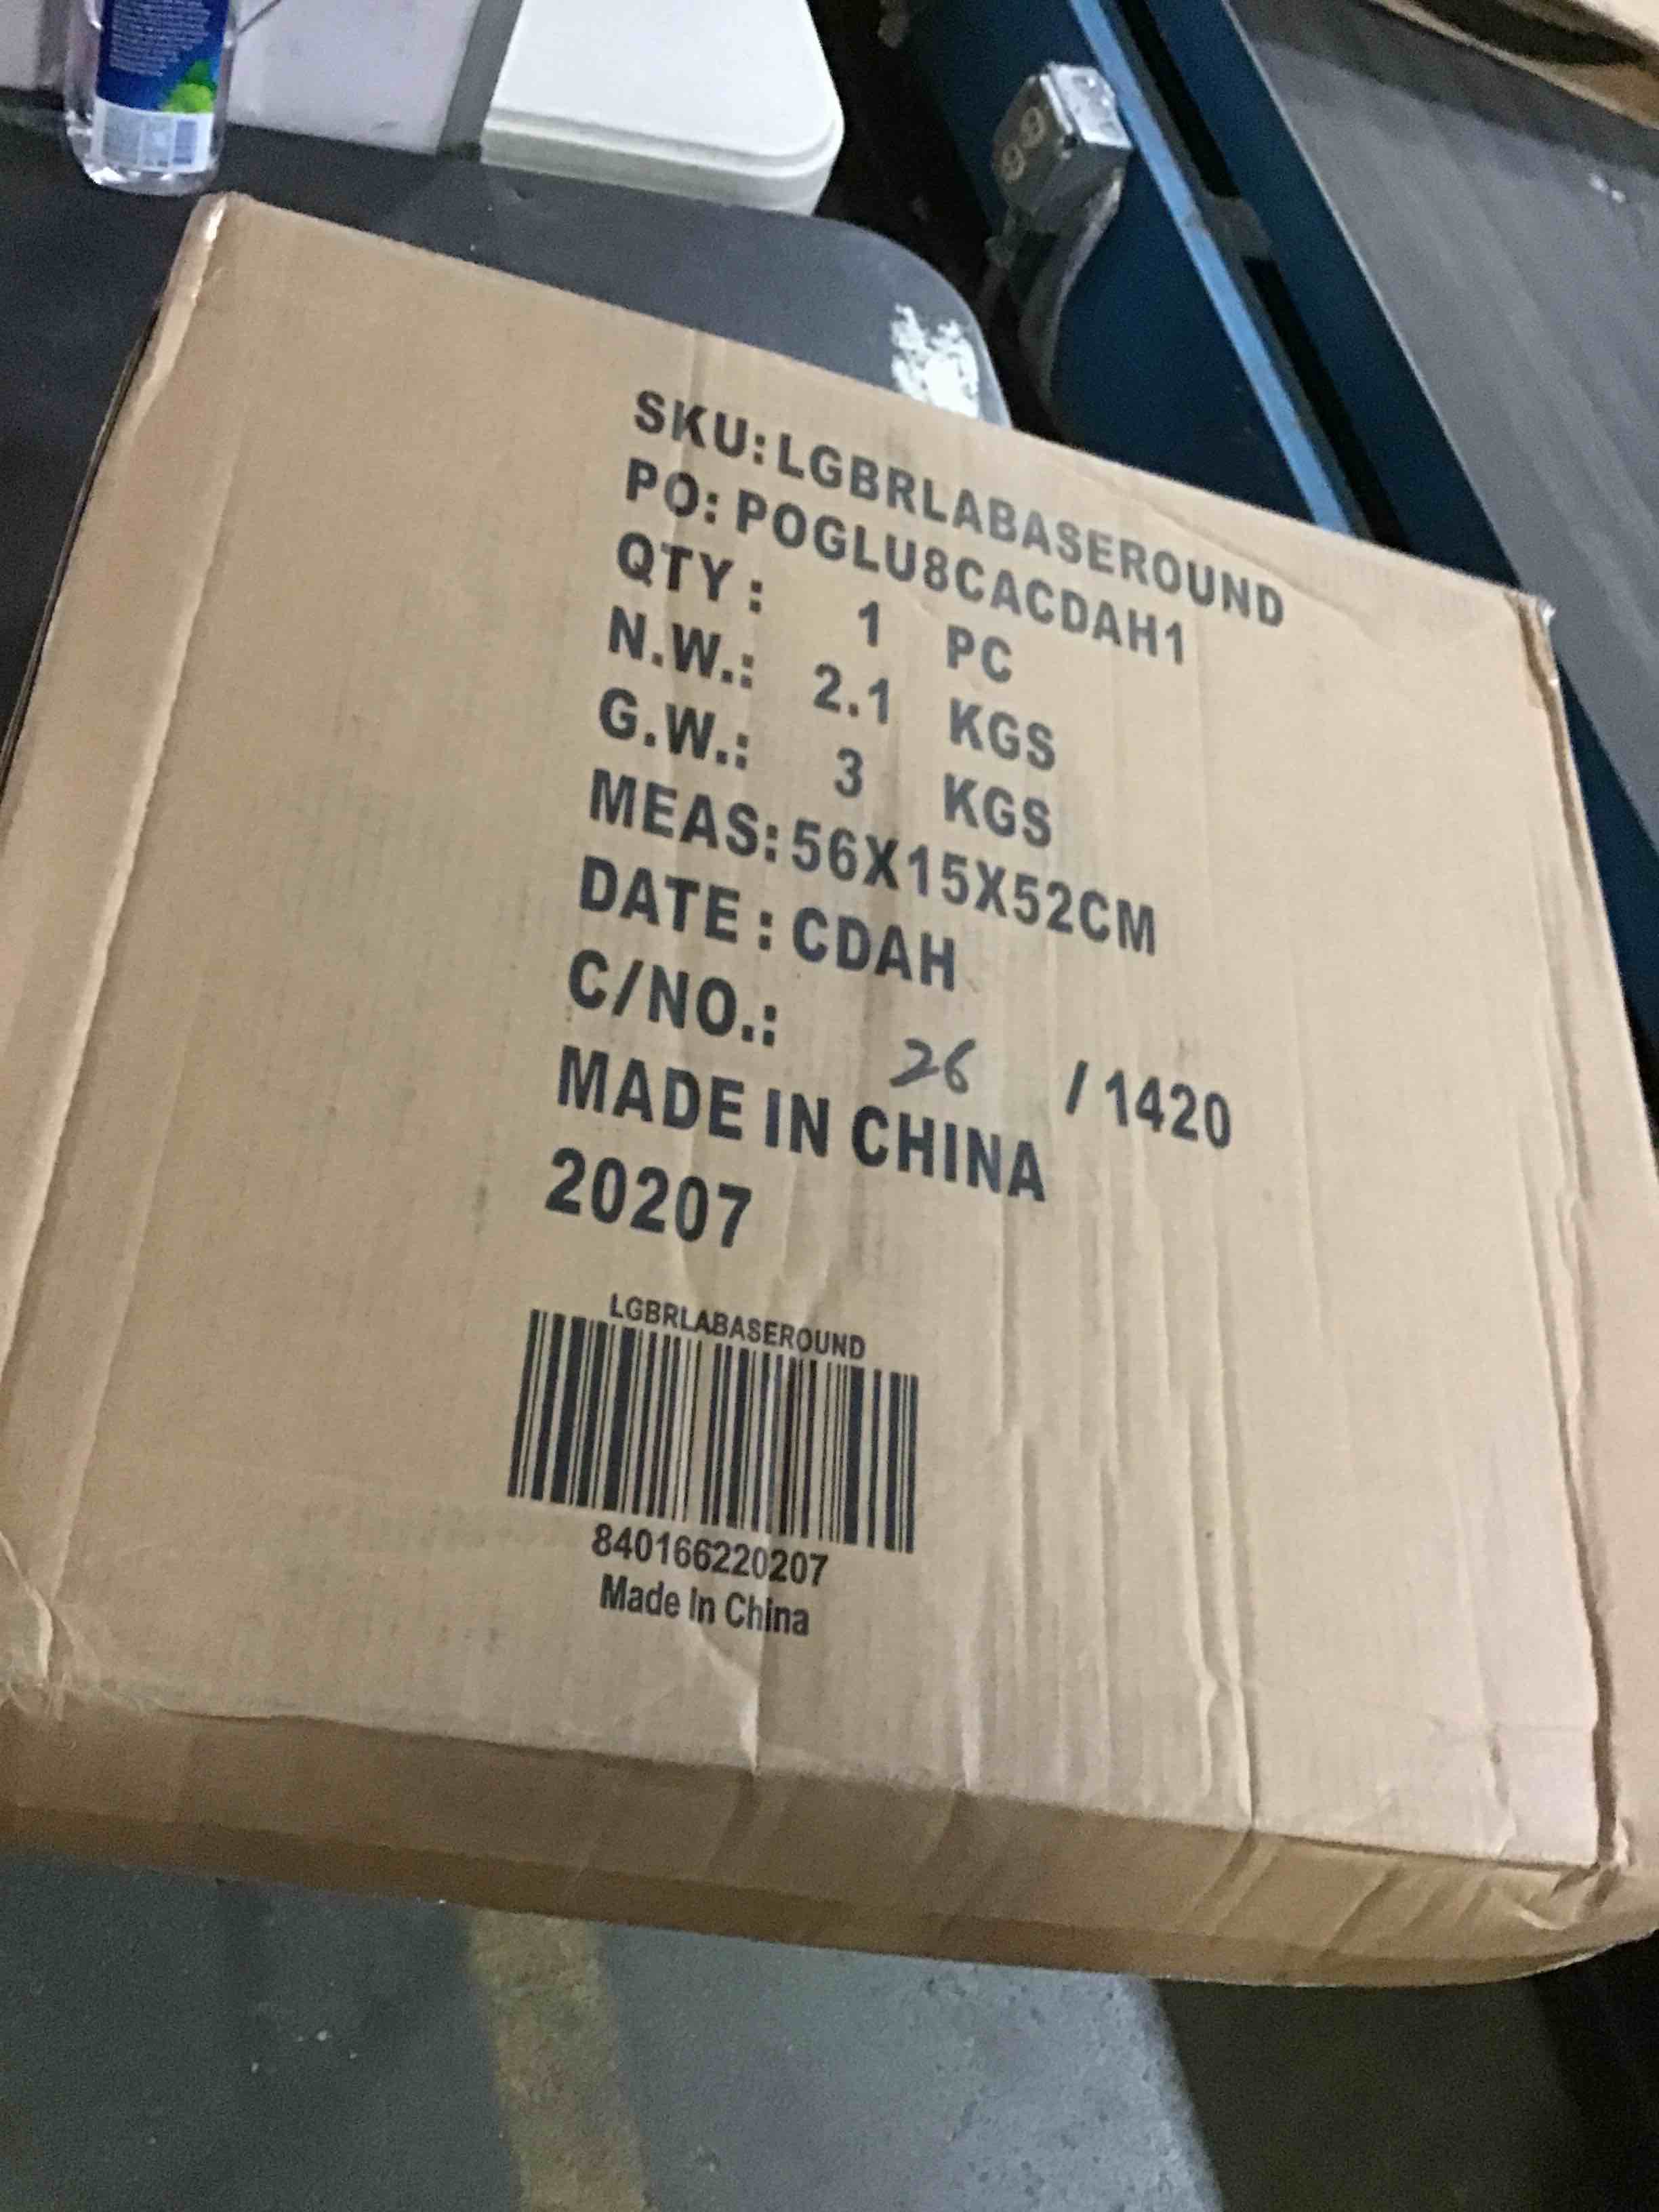 SKU:LGBRLABASEROUND
PO: POGLU8CACDAH1
QTY : 1 PC
N.W.: 2.1 KGS
G.W.: 3 KGS
MEAS:56X15X52CM
DATE : CDAH
C/NO.: 26 / 1420
MADE IN CHINA
20207
LGBRLABASEROUND
840166220207
Made In China
99